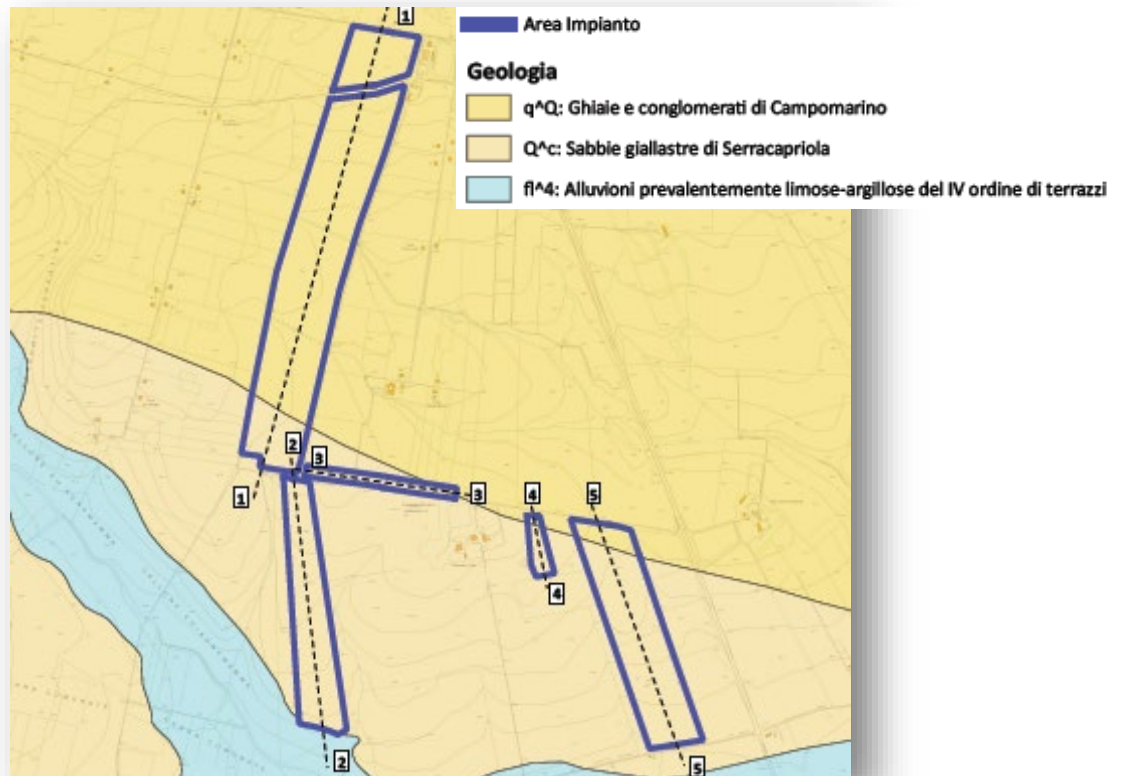 1
Area Impianto
Geologia
q^Q: Ghiaie e conglomerati di Campomarino
Q^c: Sabbie giallastre di Serracapriola
fl^4: Alluvioni prevalentemente limose-argillose del IV ordine di terrazzi
2
3
1
3
4
5
4
2
5